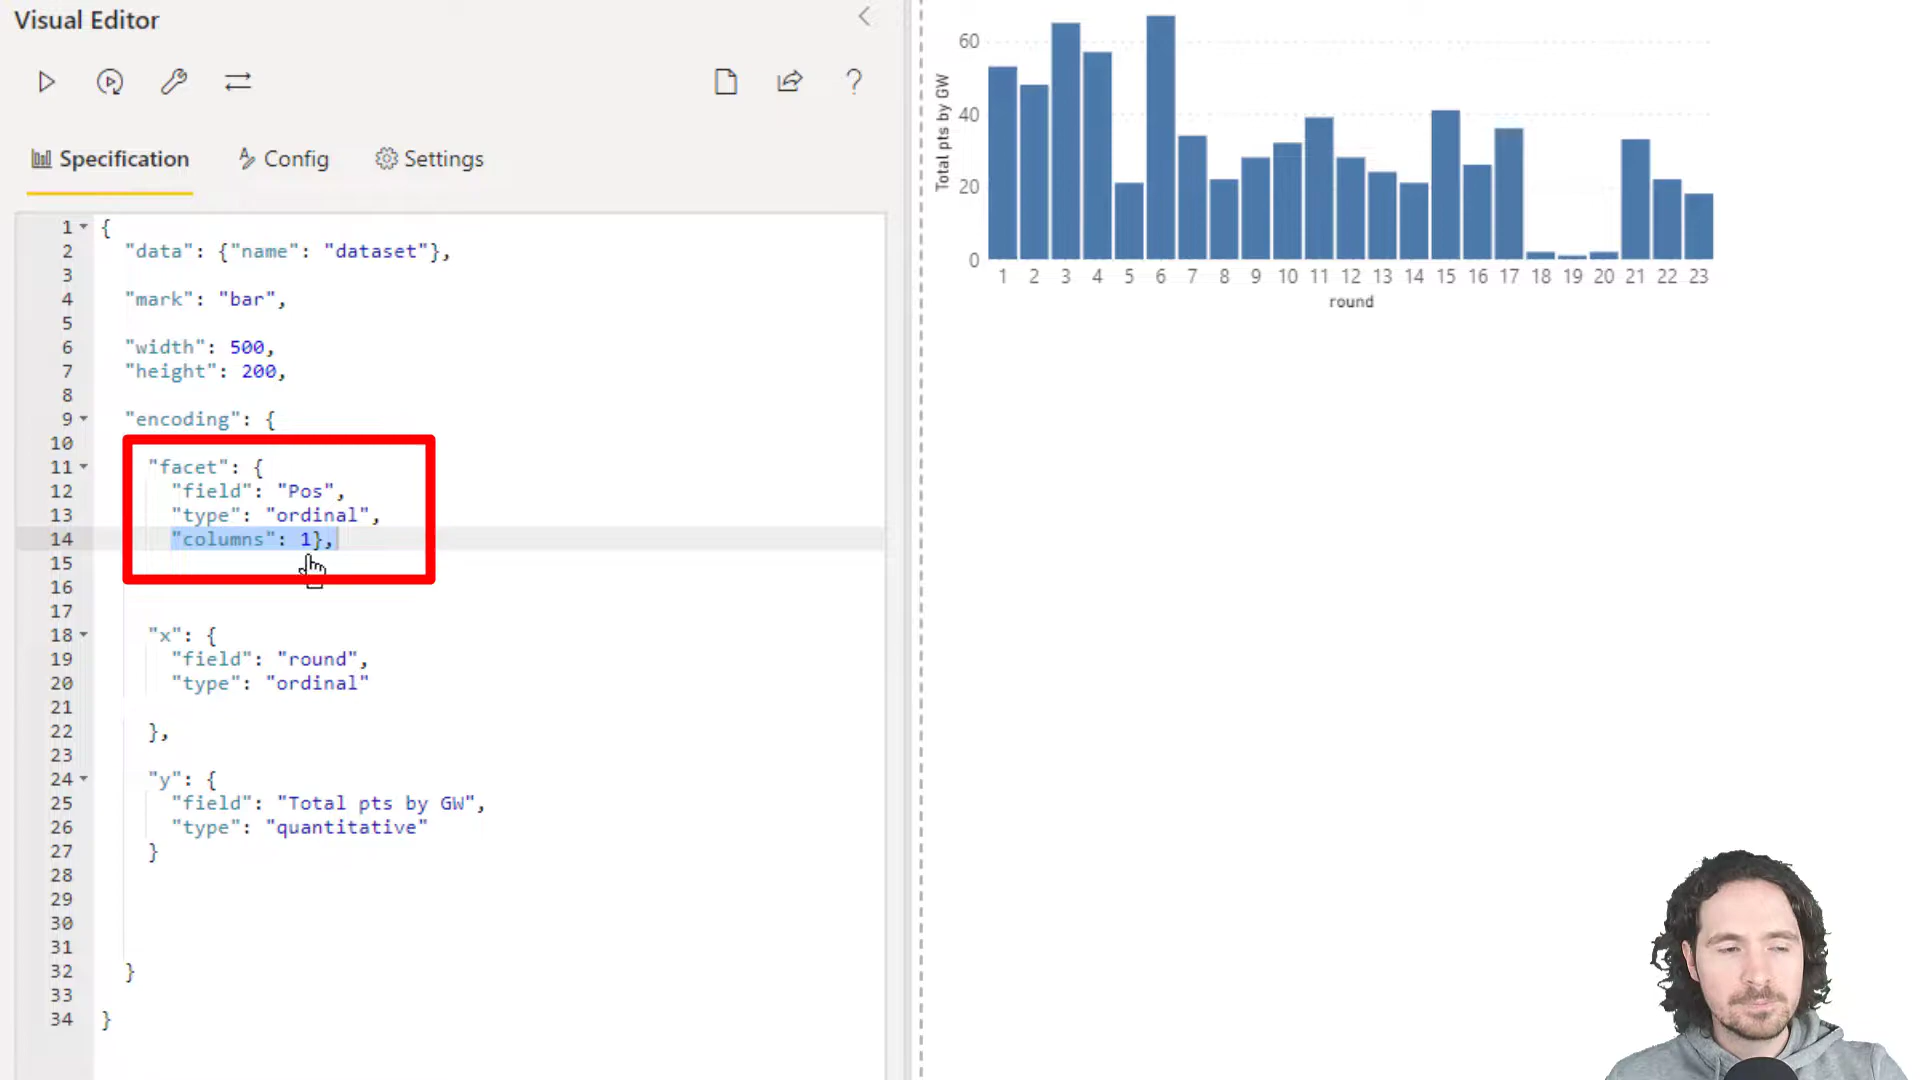 Visual Editor
Specification
Config
Settings
1 {
2 "data": {"name": "dataset"},
3
4 "mark": "bar",
5
6 "width": 500,
7 "height": 200,
8
9 "encoding": {
10
11 "facet": {
12 "field": "Pos",
13 "type": "ordinal",
14 "columns": 1},
15
16
17
18 "x": {
19 "field": "round",
20 "type": "ordinal"
21
22 },
23
24 "y": {
25 "field": "Total pts by GW",
26 "type": "quantitative"
27 }
28
29
30
31
32 }
33
34 }
Total pts by GW
60
40
20
0
1 2 3 4 5 6 7 8 9 10 11 12 13 14 15 16 17 18 19 20 21 22 23
round